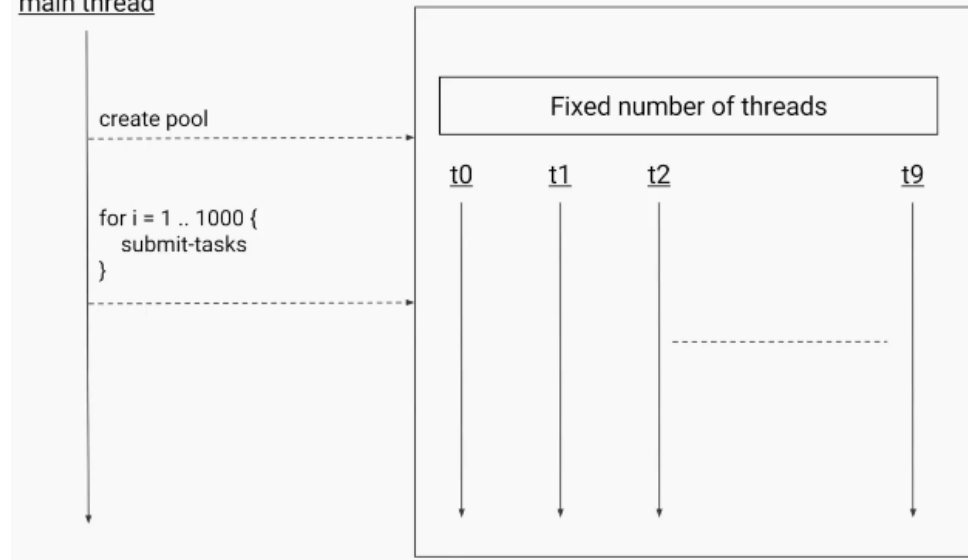 main thread
create pool
for i = 1 .. 1000 {
submit-tasks
}
Fixed number of threads
t0 t1 t2 t9